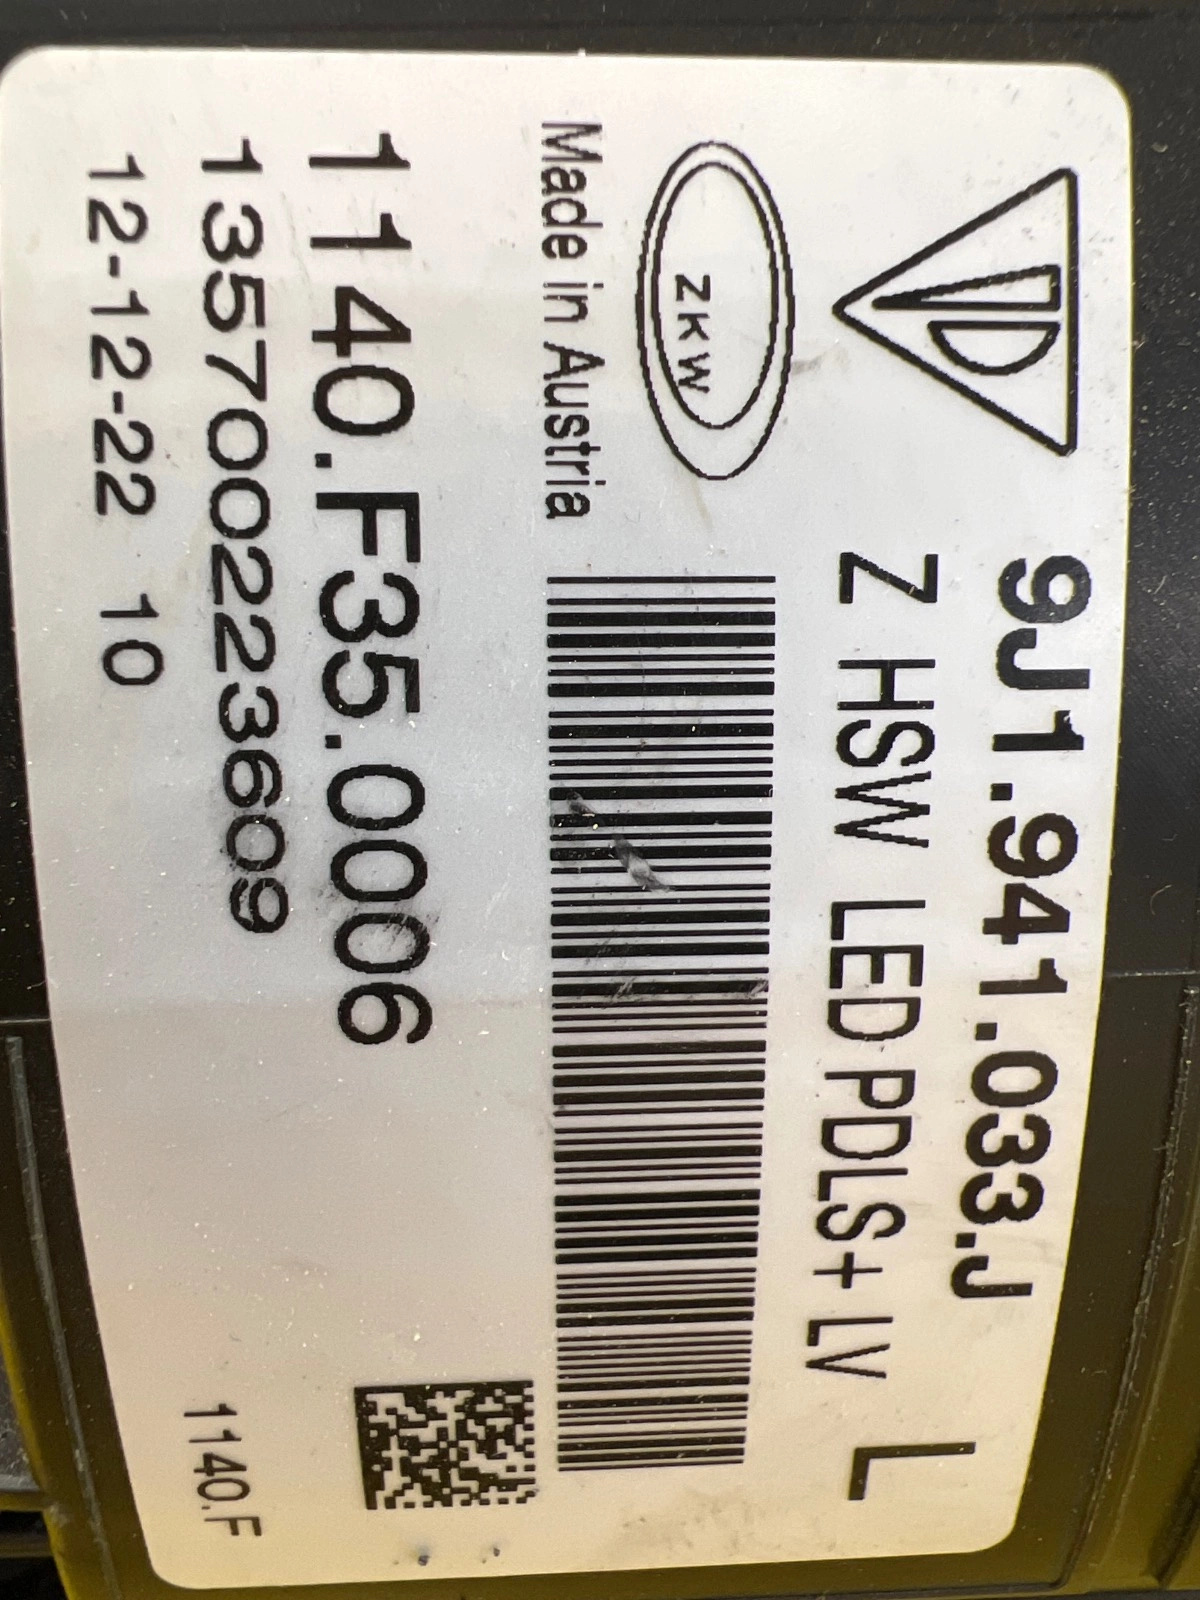 9J1.941.033.J
Z HSW LED PDLS+ LV L
ZKW
Made in Austria
1140.F35.0006
135700223609
12-12-22 10
1140.F